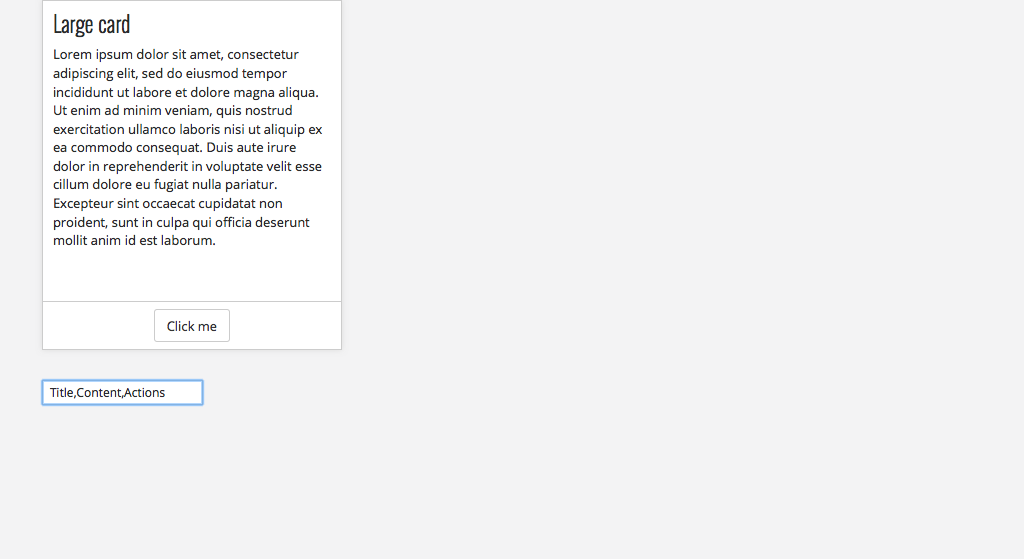 Large card
Lorem ipsum dolor sit amet, consectetur
adipiscing elit, sed do eiusmod tempor
incididunt ut labore et dolore magna aliqua.
Ut enim ad minim veniam, quis nostrud
exercitation ullamco laboris nisi ut aliquip ex
ea commodo consequat. Duis aute irure
dolor in reprehenderit in voluptate velit esse
cillum dolore eu fugiat nulla pariatur.
Excepteur sint occaecat cupidatat non
proident, sunt in culpa qui officia deserunt
mollit anim id est laborum.
Click me
Title,Content,Actions